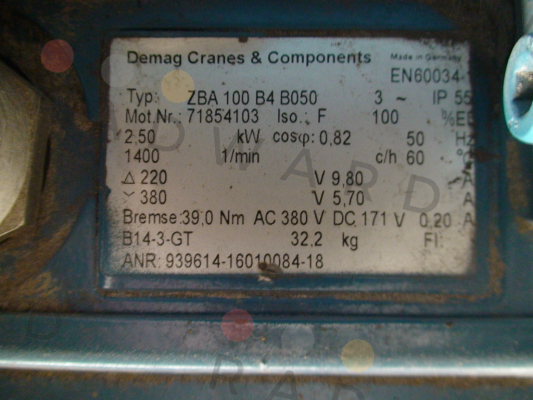 Demag Cranes & Components Made in Germany
EN60034-
Typ: ZBA 100 B4 B050 3 ~ IP 55
Mot.Nr.: 71854103 Iso.: F 100 %ED
2,50 kW cosφ: 0,82 50 Hz
1400 1/min c/h 60 °C
△ 220 V 9,80 A
380 V 5,70 A
Bremse: 39,0 Nm AC 380 V DC 171 V 0,20 A
B14-3-GT 32,2 kg FI:
ANR: 939614-16010084-18